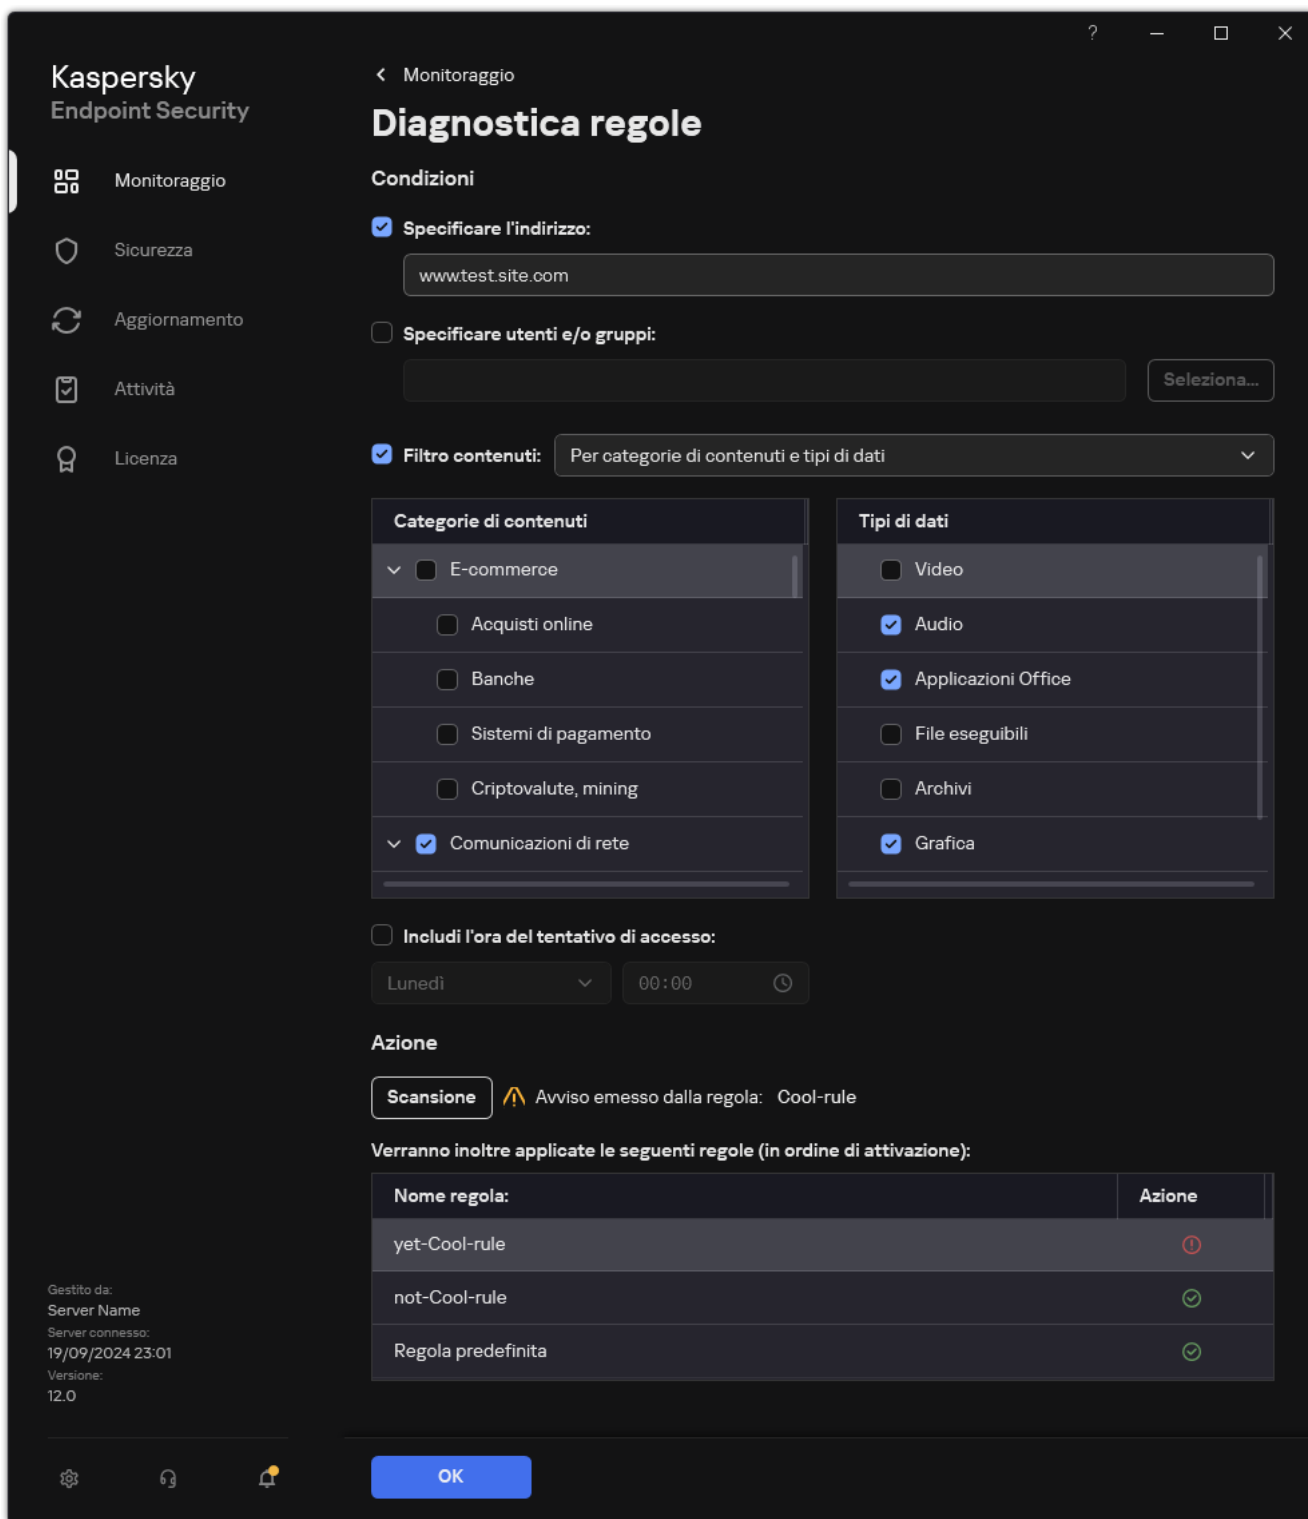 ?
Kaspersky
Endpoint Security
Monitoraggio
Sicurezza
Aggiornamento
Attività
Licenza
Gestito da:
Server Name
Server connesso:
19/09/2024 23:01
Versione:
12.0
Monitoraggio
Diagnostica regole
Condizioni
Specificare l'indirizzo:
www.test.site.com
Specificare utenti e/o gruppi:
Seleziona...
Filtro contenuti: Per categorie di contenuti e tipi di dati
Categorie di contenuti
E-commerce
Acquisti online
Banche
Sistemi di pagamento
Criptovalute, mining
Comunicazioni di rete
Tipi di dati
Video
Audio
Applicazioni Office
File eseguibili
Archivi
Grafica
Includi l'ora del tentativo di accesso:
Lunedì 00:00
Azione
Scansione Avviso emesso dalla regola: Cool-rule
Verranno inoltre applicate le seguenti regole (in ordine di attivazione):
Nome regola: Azione
yet-Cool-rule
not-Cool-rule
Regola predefinita
OK